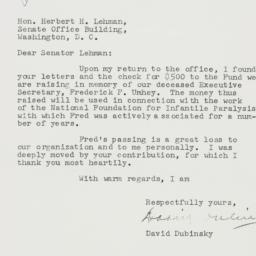 Hon. Herbert H. Lehman,
Senate Office Building,
Washington, D. C.
Dear Senator Lehman:
Upon my return to the office, I found
your letters and the check for $500 to the Fund we
are raising in memory of our deceased Executive
Secretary, Frederick F. Umhey. The money thus
raised will be used in connection with the work
of the National Foundation for Infantile Paralysis
with which Fred was actively associated for a num-
ber of years.
Fred's passing is a great loss to
our organization and to me personally. I was
deeply moved by your contribution, for which I
thank you most heartily.
With warm regards, I am
Respectfully yours,
David Dubinsky